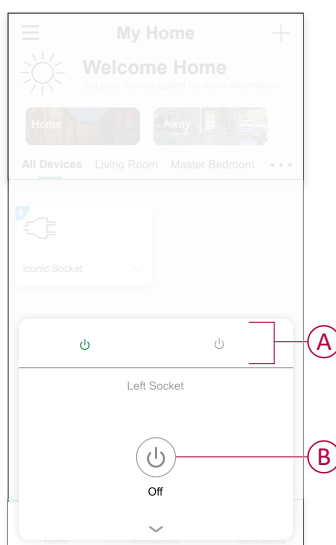 My Home
Welcome Home
Set your home location for more information
Home
Away
All Devices Living Room Master Bedroom
Iconic Socket
A
Left Socket
B
Off